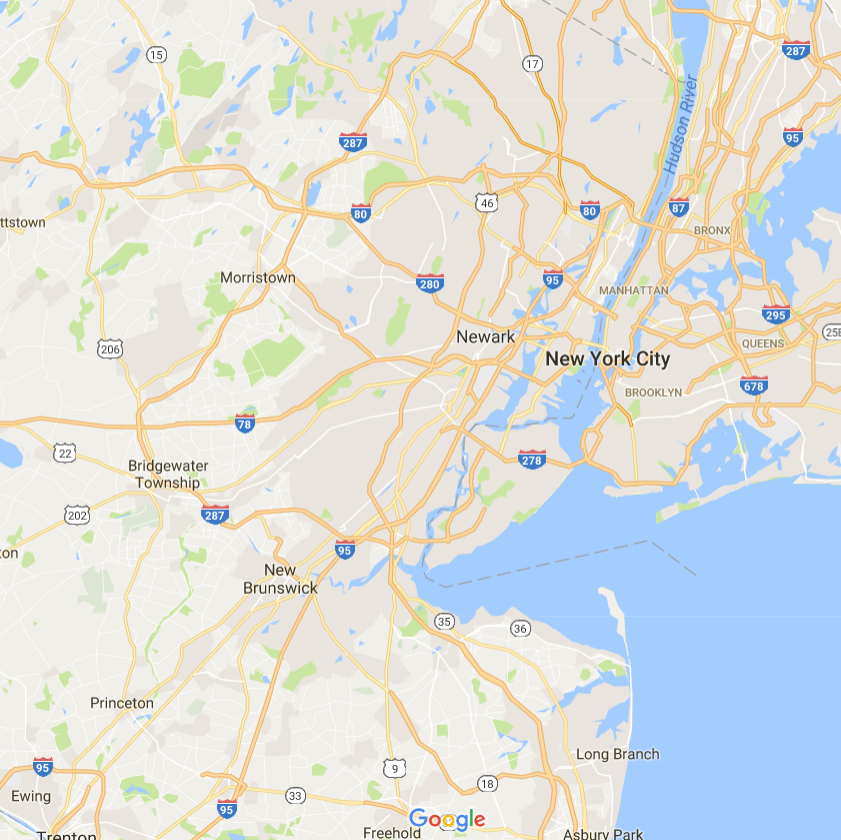 287
15
17
Hudson River
95
287
46
80
80
87
ttstown
BRONX
Morristown
280
95
MANHATTAN
295
Newark
25
QUEENS
206
New York City
678
BROOKLYN
78
22
278
Bridgewater
Township
202
287
95
ton
New
Brunswick
35
36
Princeton
Long Branch
95
9
18
Ewing
95
33
Google
Trenton
Freehold
Asbury Park